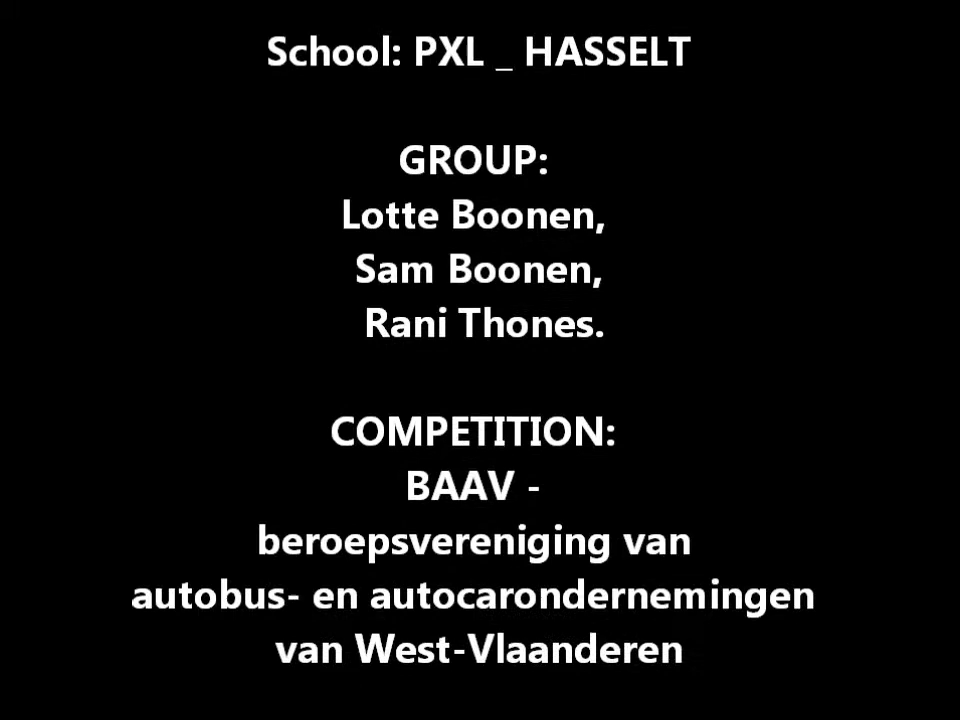 School: PXL _ HASSELT
GROUP:
Lotte Boonen,
Sam Boonen,
Rani Thones.
COMPETITION:
BAAV -
beroepsvereniging van
autobus- en autocarondernemingen
van West-Vlaanderen